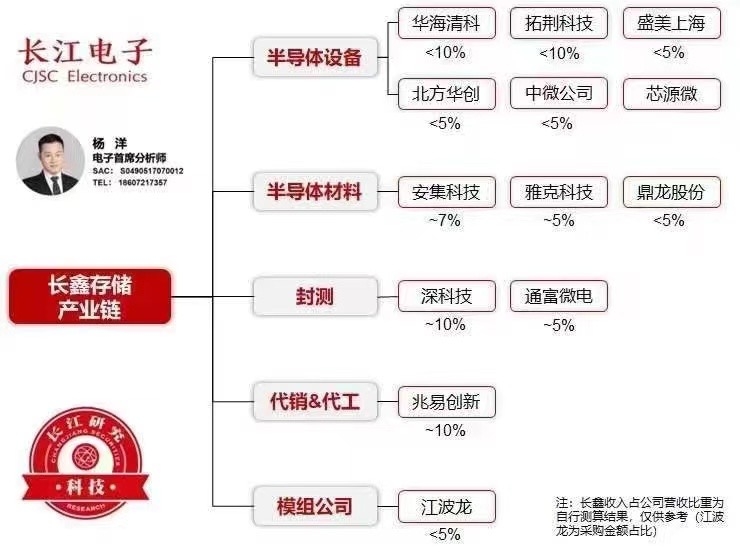 长江电子
CJSC Electronics
杨 洋
电子首席分析师
SAC: S0490517070012
TEL: 18607217357
长鑫存储
产业链
半导体设备
华海清科
<10%
拓荆科技
<10%
盛美上海
<5%
北方华创
<5%
中微公司
<5%
芯源微
半导体材料
安集科技
~7%
雅克科技
~5%
鼎龙股份
<5%
封测
深科技
~10%
通富微电
~5%
代销&代工
兆易创新
~10%
模组公司
江波龙
<5%
长江研究
CHANGJIANG SECURITIES
科技
RESEARCH
注：长鑫收入占公司营收比重为
自行测算结果，仅供参考（江波
龙为采购金额占比）